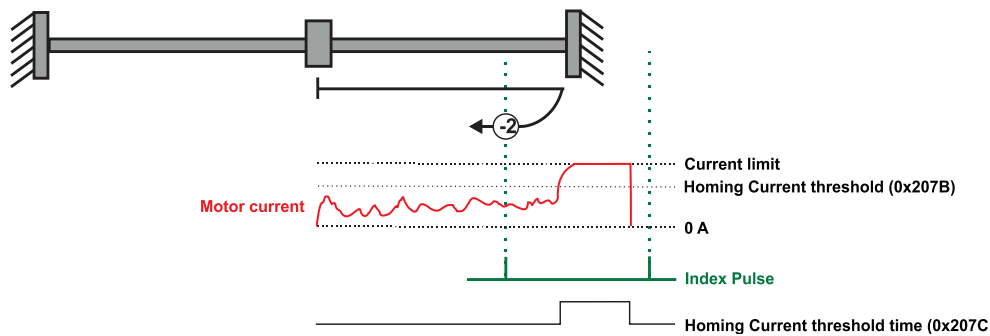 -2
Current limit
Homing Current threshold (0x207B)
Motor current
0 A
Index Pulse
Homing Current threshold time (0x207C